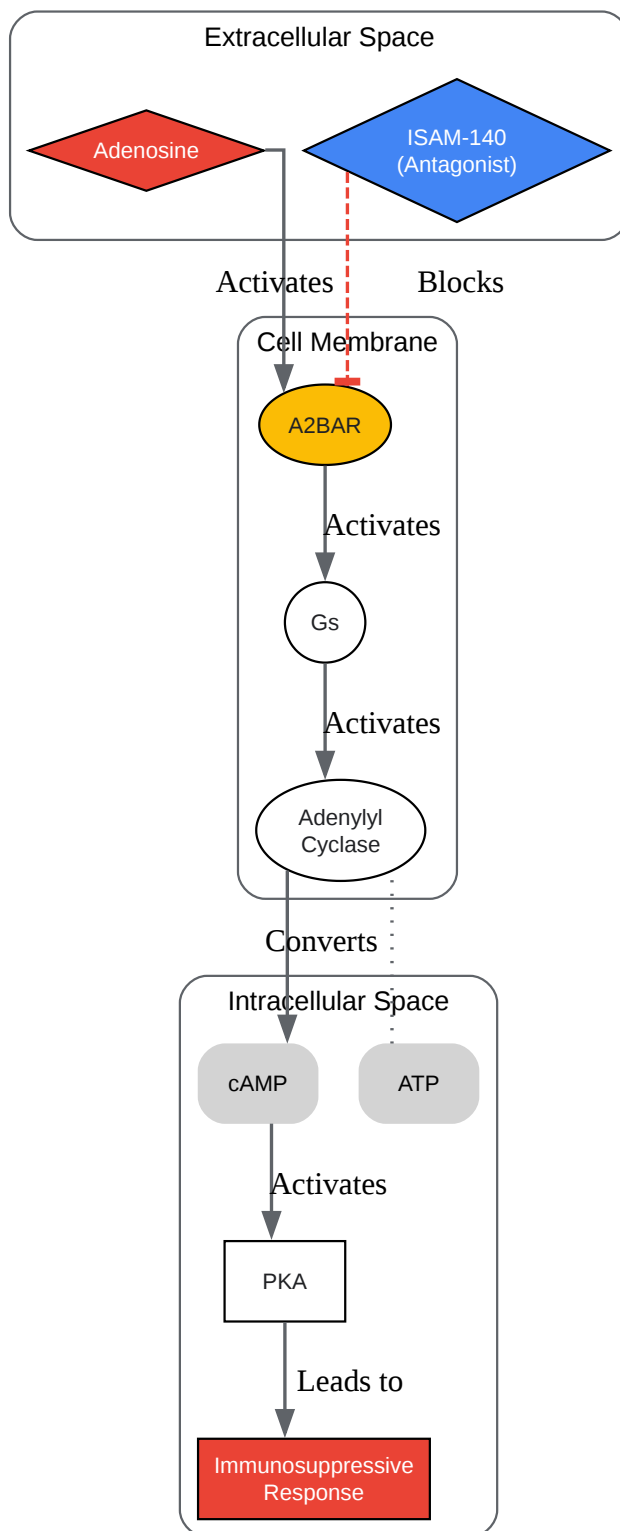 Extracellular Space
Adenosine
ISAM-140
(Antagonist)
Activates
Blocks
Cell Membrane
A2BAR
Activates
Gs
Activates
Adenylyl
Cyclase
Converts
Intracellular Space
cAMP
ATP
Activates
PKA
Leads to
Immunosuppressive
Response